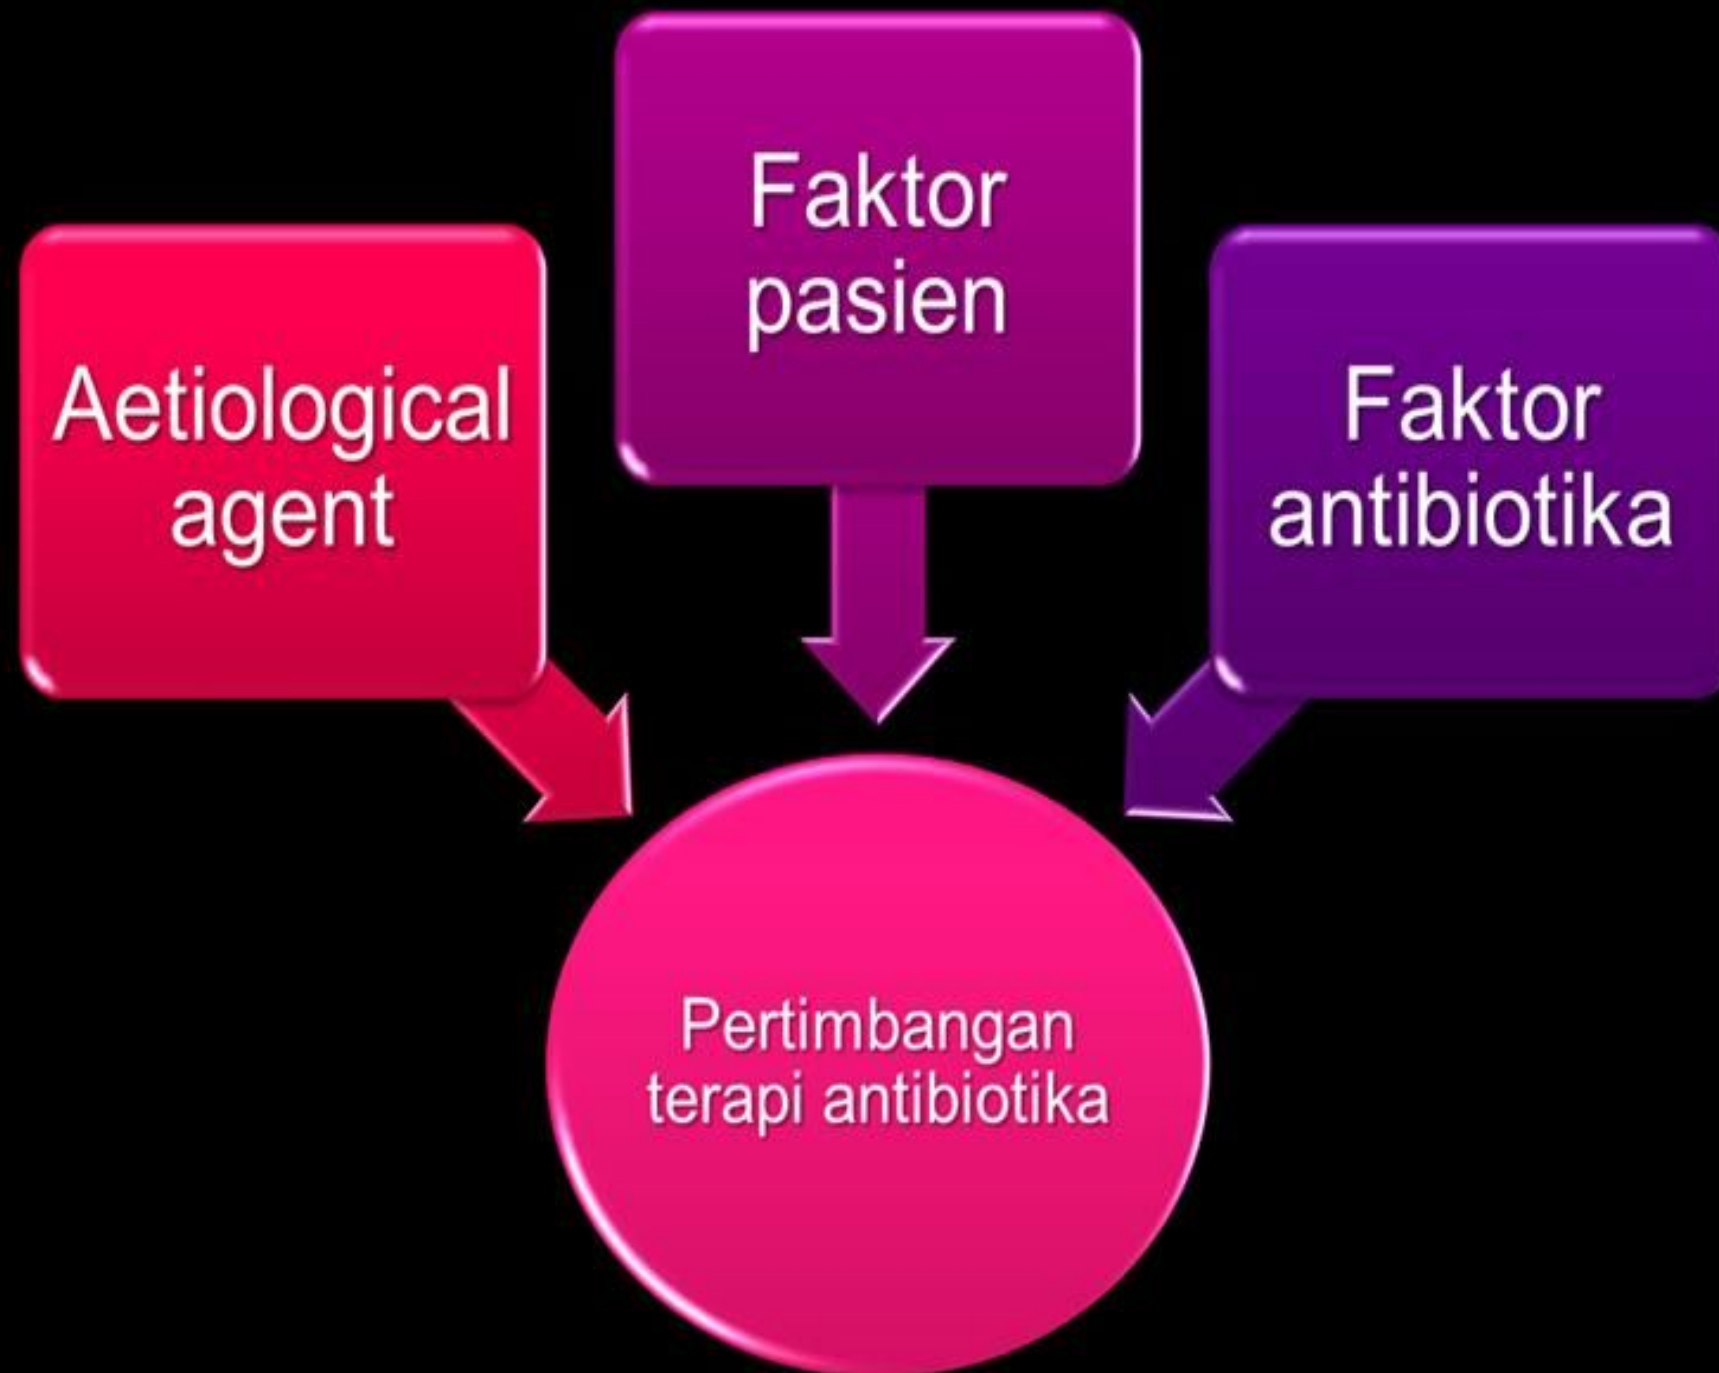 Aetiological
agent
Faktor
pasien
Faktor
antibiotika
Pertimbangan
terapi antibiotika